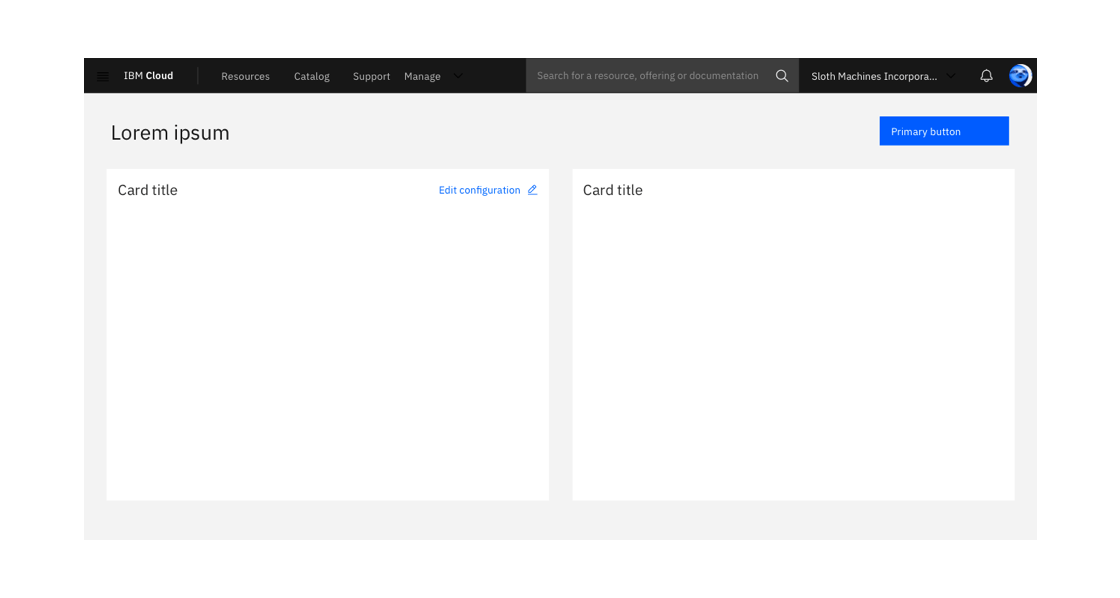 IBM Cloud Resources Catalog Support Manage Search for a resource, offering or documentation Sloth Machines Incorpora...
Lorem ipsum Primary button
Card title Edit configuration Card title